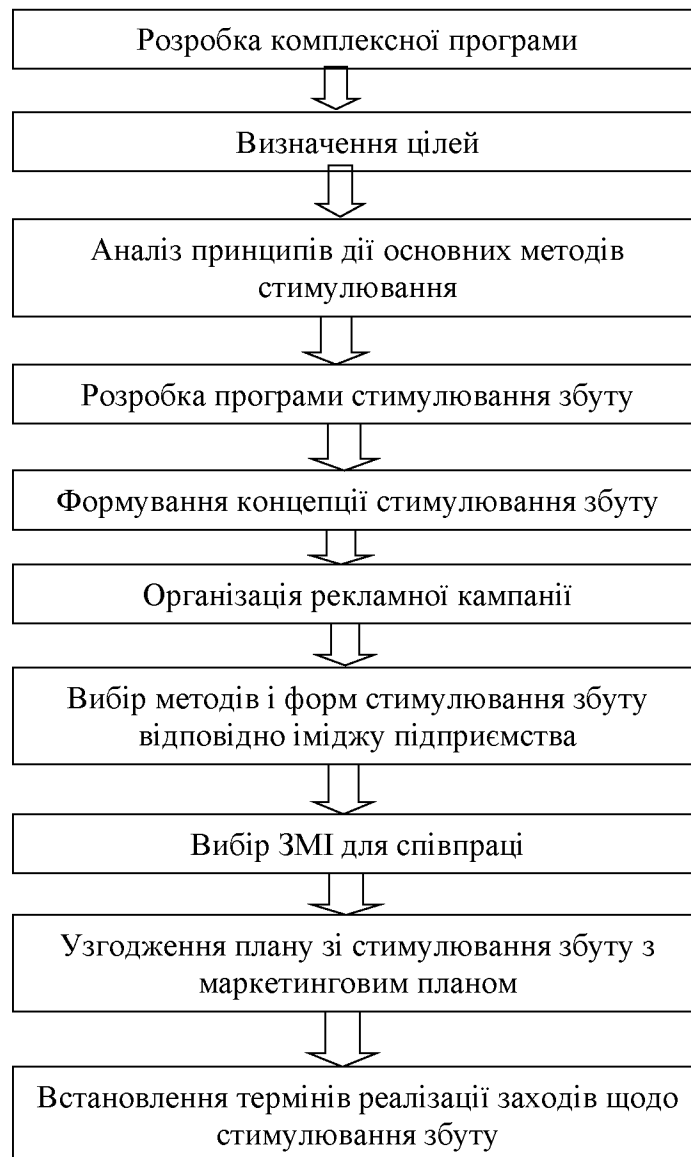 Розробка комплексної програми
Визначення цілей
Аналіз принципів дії основних методів
стимулювання
Розробка програми стимулювання збуту
Формування концепції стимулювання збуту
Організація рекламної кампанії
Вибір методів і форм стимулювання збуту
відповідно іміджу підприємства
Вибір ЗМІ для співпраці
Узгодження плану зі стимулювання збуту з
маркетинговим планом
Встановлення термінів реалізації заходів щодо
стимулювання збуту